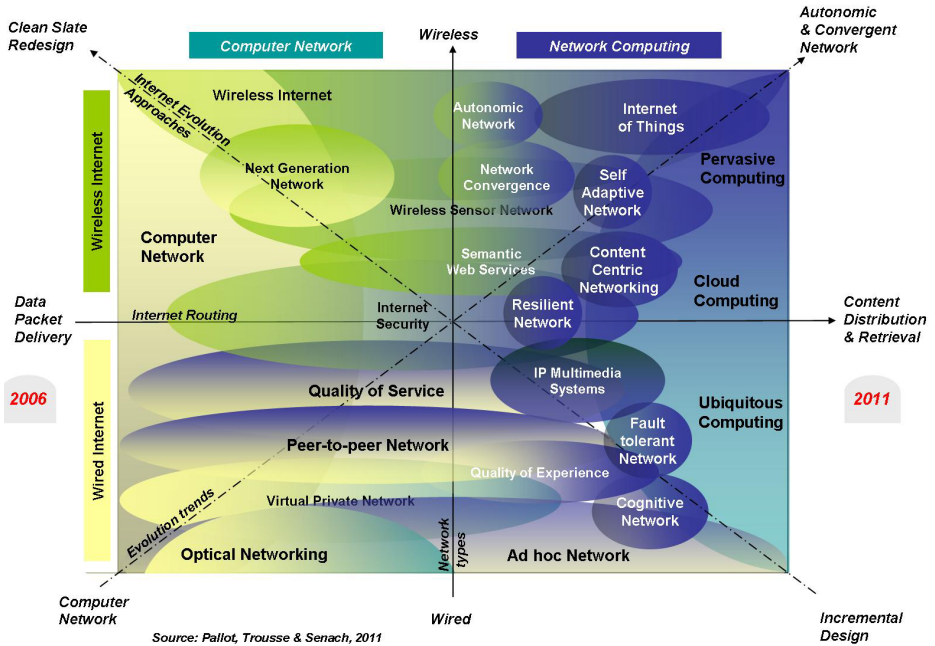 Clean Slate
Redesign
Computer Network
Wireless
Network Computing
Autonomic
& Convergent
Network
Internet Evolution
Approaches
Wireless Internet
Autonomic
Network
Internet
of Things
Wireless Internet
Next Generation
Network
Network
Convergence
Self
Adaptive
Network
Pervasive
Computing
Wireless Sensor Network
Computer
Network
Semantic
Web Services
Content
Centric
Networking
Cloud
Computing
Data
Packet
Delivery
Internet Routing
Internet
Security
Resilient
Network
Content
Distribution
& Retrieval
2006
Wired Internet
Quality of Service
IP Multimedia
Systems
Ubiquitous
Computing
2011
Peer-to-peer Network
Fault
tolerant
Network
Quality of Experience
Virtual Private Network
Cognitive
Network
Evolution trends
Optical Networking
Network
types
Ad hoc Network
Computer
Network
Wired
Incremental
Design
Source: Pallot, Trousse & Senach, 2011